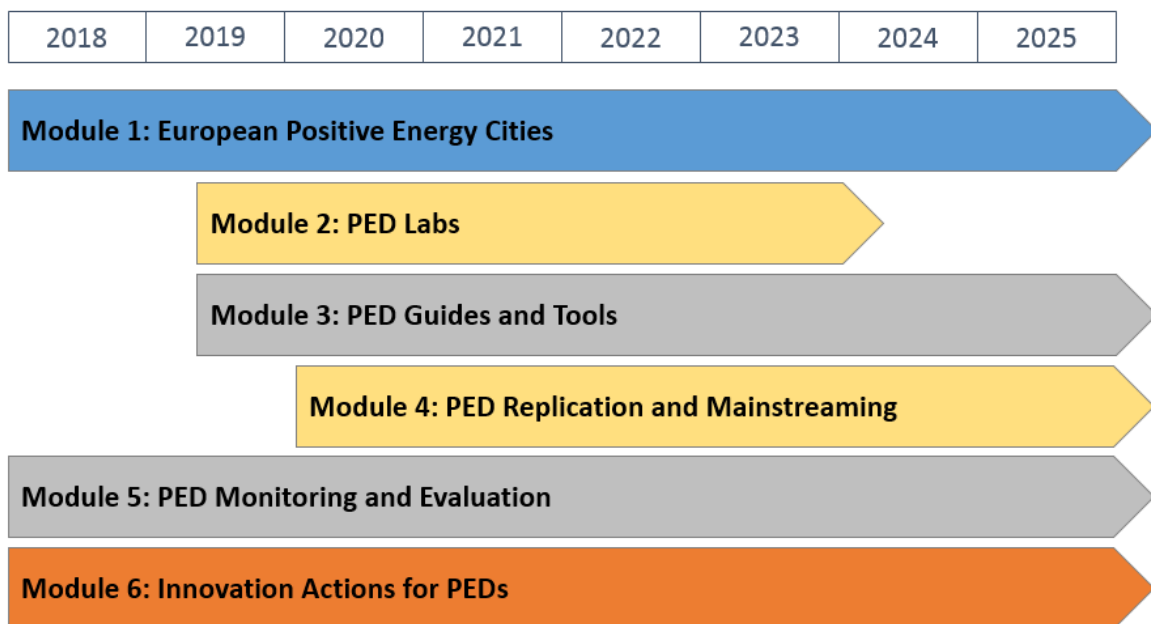 2018 2019 2020 2021 2022 2023 2024 2025
Module 1: European Positive Energy Cities
Module 2: PED Labs
Module 3: PED Guides and Tools
Module 4: PED Replication and Mainstreaming
Module 5: PED Monitoring and Evaluation
Module 6: Innovation Actions for PEDs